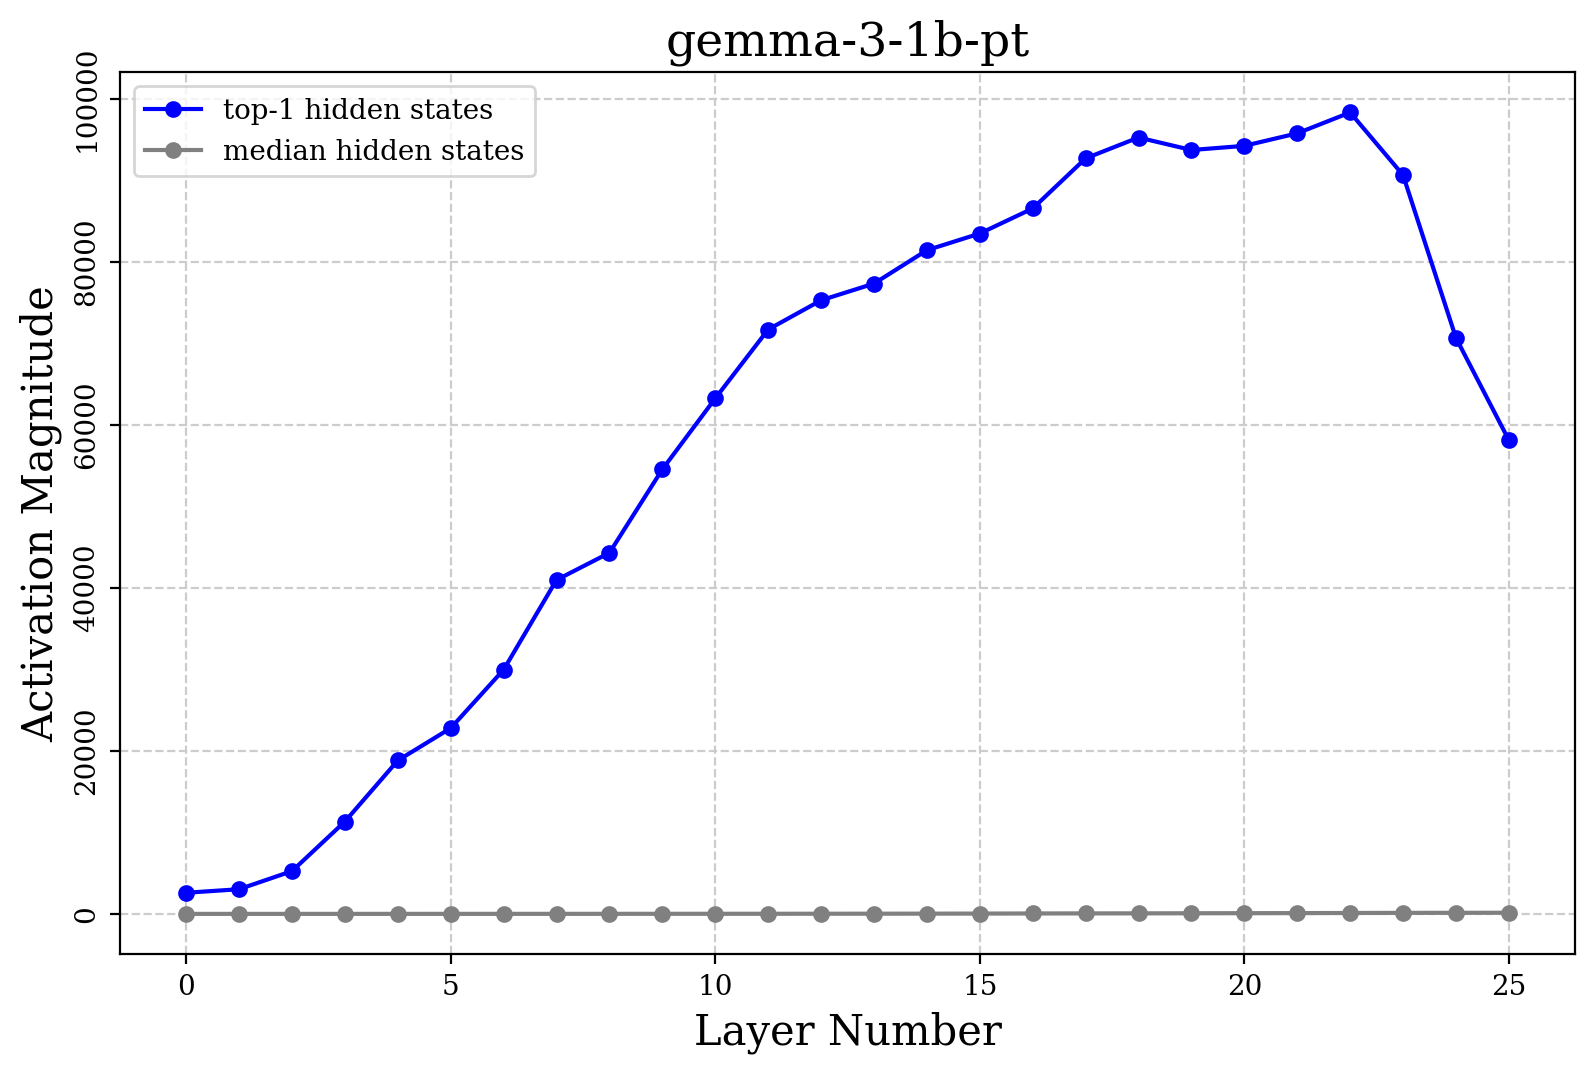 gemma-3-1b-pt
top-1 hidden states
median hidden states
Activation Magnitude
100000
80000
60000
40000
20000
0
0 5 10 15 20 25
Layer Number